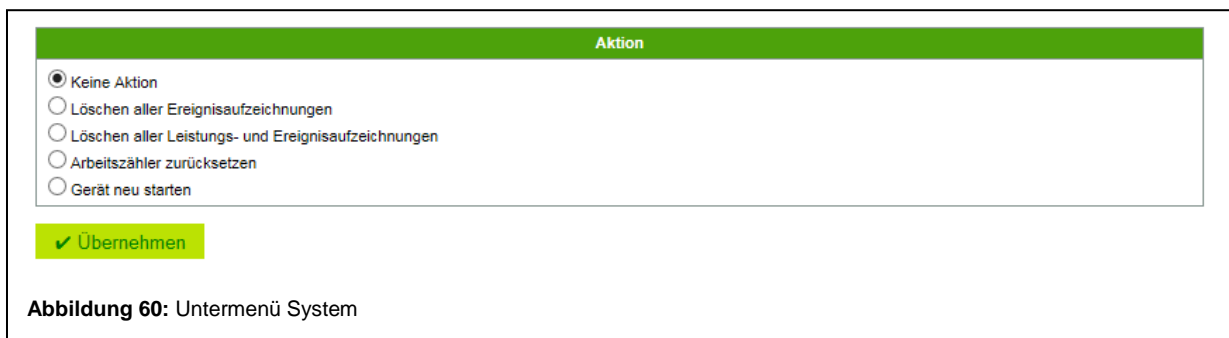 Aktion
Keine Aktion
Löschen aller Ereignisaufzeichnungen
Löschen aller Leistungs- und Ereignisaufzeichnungen
Arbeitszähler zurücksetzen
Gerät neu starten
✔ Übernehmen
Abbildung 60: Untermenü System